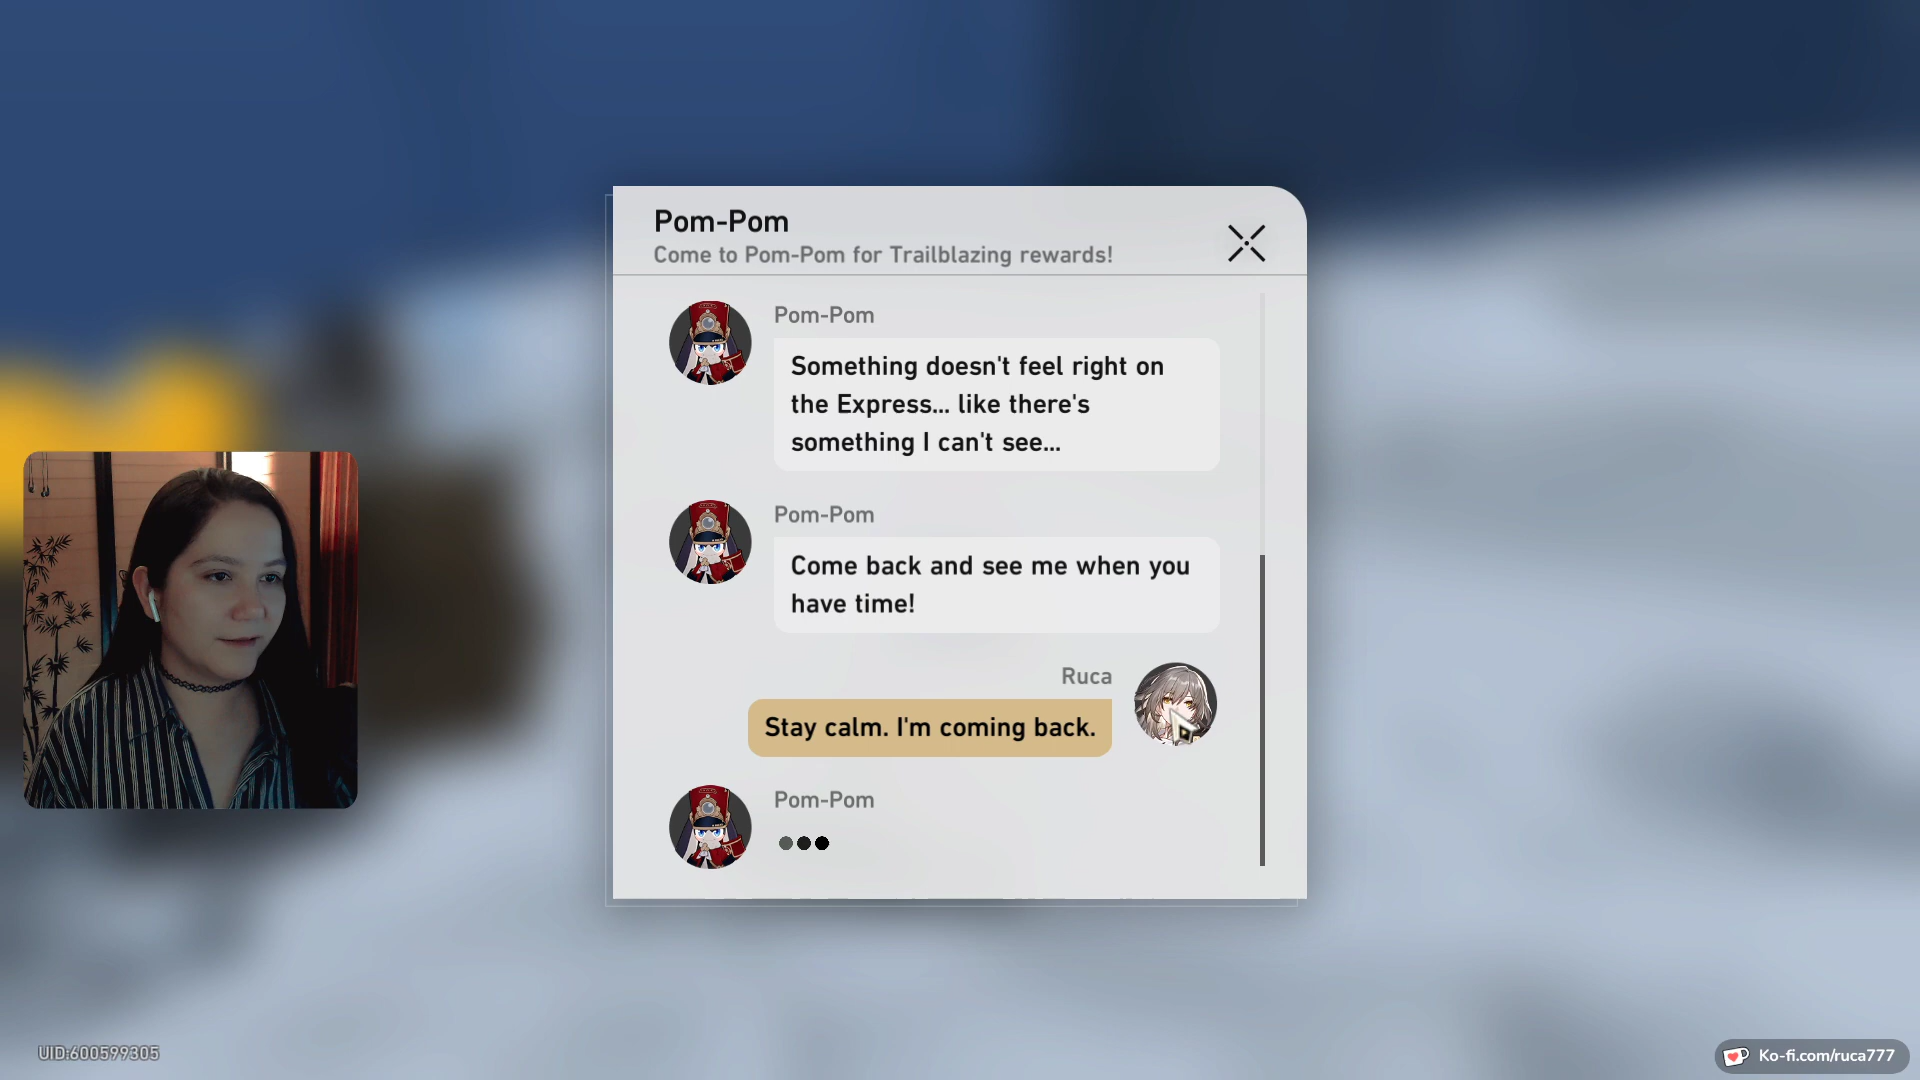 Pom-Pom
Come to Pom-Pom for Trailblazing rewards!
Pom-Pom
Something doesn't feel right on
the Express... like there's
something I can't see...
Pom-Pom
Come back and see me when you
have time!
Ruca
Stay calm. I'm coming back.
Pom-Pom
UID:600599305
Ko-fi.com/ruca777